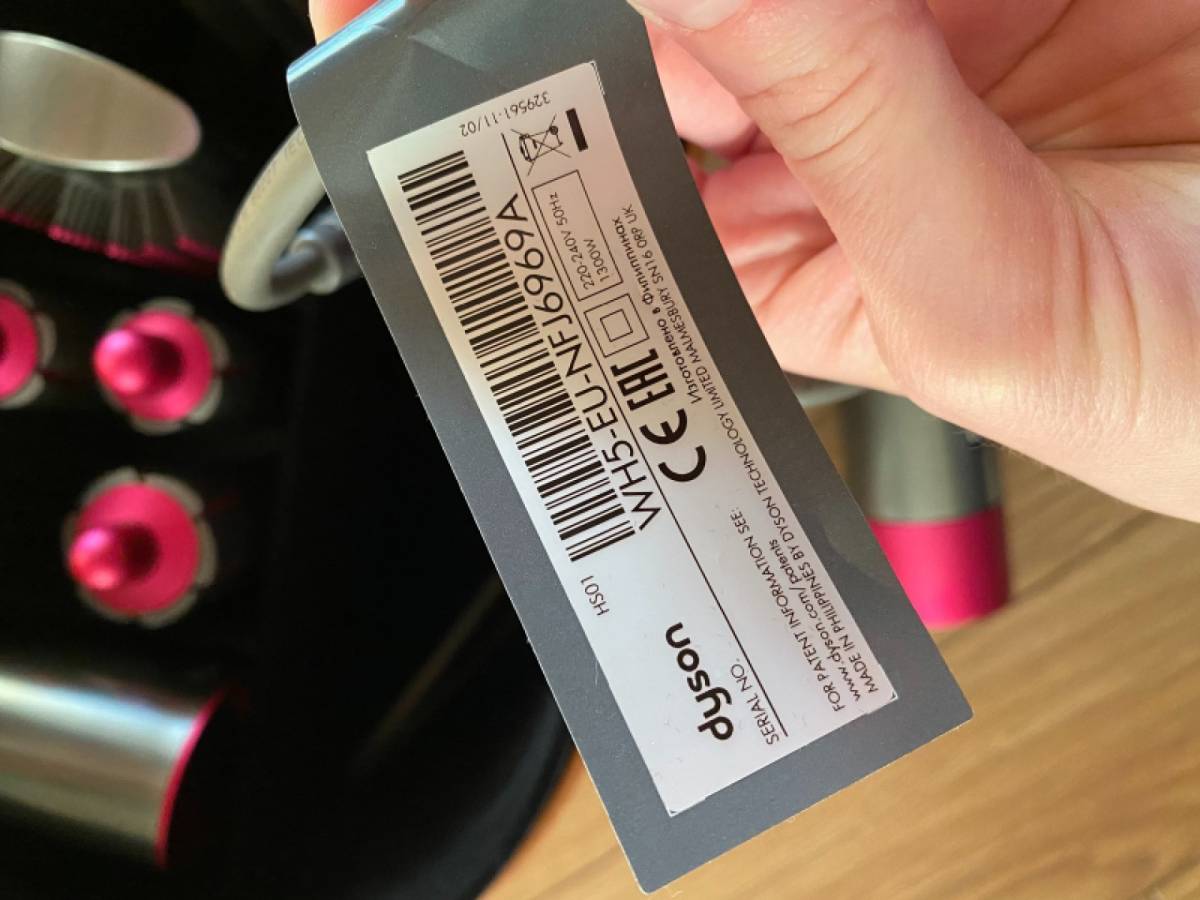 dyson
HS01
SERIAL NO.
WH5-EU-NFJ6969A
329561-11/02
FOR PATENT INFORMATION SEE:
www.dyson.com/patents
MADE IN PHILIPPINES BY DYSON TECHNOLOGY LIMITED MALMESBURY SN16 0RP UK
Изготовлено в Филиппинах
CE EAC
220-240V 50Hz
1300W